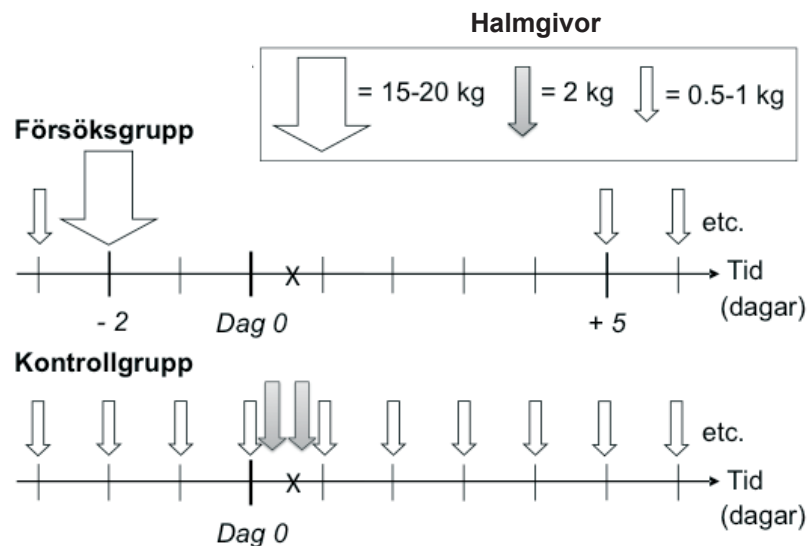 Halmgivor
= 15-20 kg = 2 kg = 0.5-1 kg
Försöksgrupp
etc.
X Tid
(dagar)
- 2 Dag 0 + 5
Kontrollgrupp
etc.
X Tid
(dagar)
Dag 0